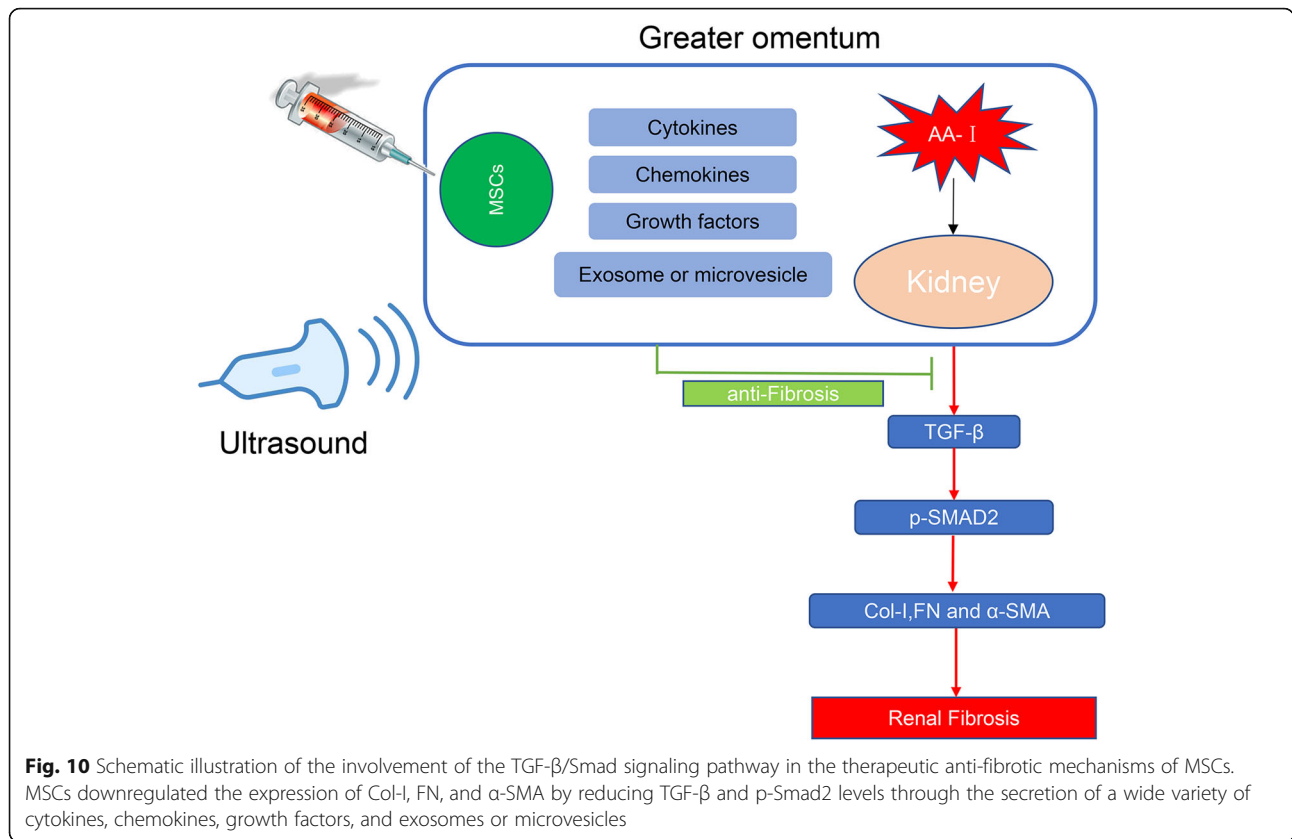 Greater omentum
MSCs
Cytokines
Chemokines
Growth factors
Exosome or microvesicle
AA-Ⅰ
Kidney
Ultrasound
anti-Fibrosis
TGF-β
p-SMAD2
Col-I,FN and α-SMA
Renal Fibrosis
Fig. 10 Schematic illustration of the involvement of the TGF-β/Smad signaling pathway in the therapeutic anti-fibrotic mechanisms of MSCs.
MSCs downregulated the expression of Col-I, FN, and α-SMA by reducing TGF-β and p-Smad2 levels through the secretion of a wide variety of
cytokines, chemokines, growth factors, and exosomes or microvesicles